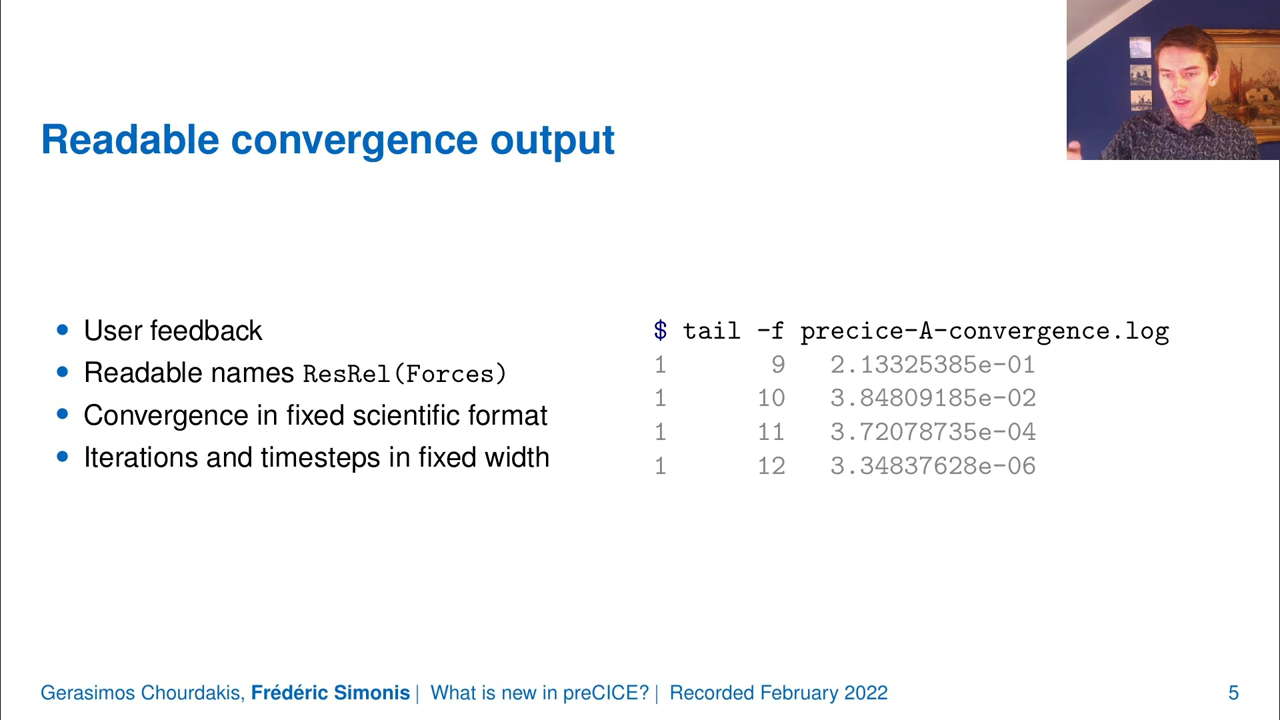 Readable convergence output
• User feedback
• Readable names ResRel(Forces)
• Convergence in fixed scientific format
• Iterations and timesteps in fixed width
$ tail -f precice-A-convergence.log
1 9 2.13325385e-01
1 10 3.84809185e-02
1 11 3.72078735e-04
1 12 3.34837628e-06
Gerasimos Chourdakis, Frédéric Simonis | What is new in preCICE? | Recorded February 2022 5